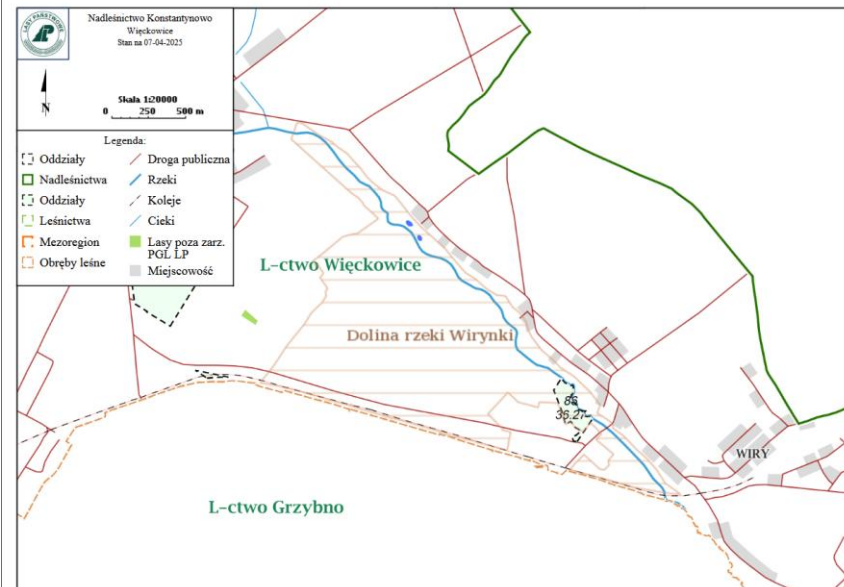 LASY PAŃSTWOWE
Nadleśnictwo Konstantynowo
Więckowice
Stan na 07-04-2025
N
Skala 1:20000
0 250 500 m
Legenda:
Oddziały
Nadleśnictwa
Oddziały
Leśnictwa
Mezoregion
Obręby leśne
Droga publiczna
Rzeki
Koleje
Cieki
Lasy poza zarz.
PGL LP
Miejscowość
L-ctwo Więckowice
Dolina rzeki Wirynki
36.27
WIRY
L-ctwo Grzybno